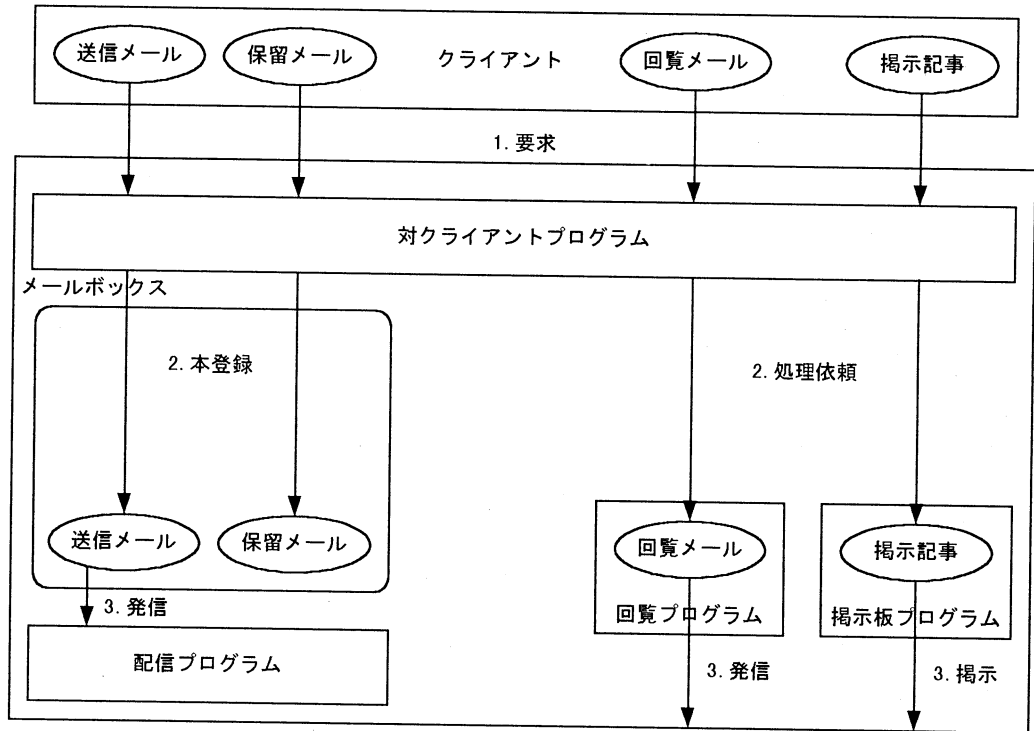 送信メール
保留メール
クライアント
回覧メール
掲示記事
1. 要求
対クライアントプログラム
メールボックス
2. 本登録
2. 処理依頼
送信メール
保留メール
回覧メール
掲示記事
3. 発信
回覧プログラム
掲示板プログラム
配信プログラム
3. 発信
3. 掲示